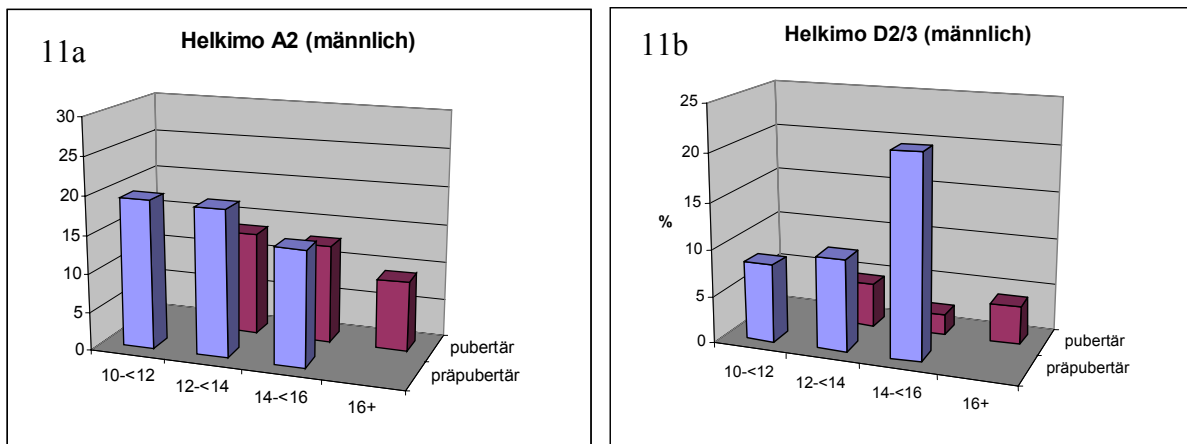 11a
Helkimo A2 (männlich)
30
25
20
15
10
5
0
10-<12
12-<14
14-<16
16+
pubertär
präpubertär
11b
Helkimo D2/3 (männlich)
25
20
15
%
10
5
0
10-<12
12-<14
14-<16
16+
pubertär
präpubertär